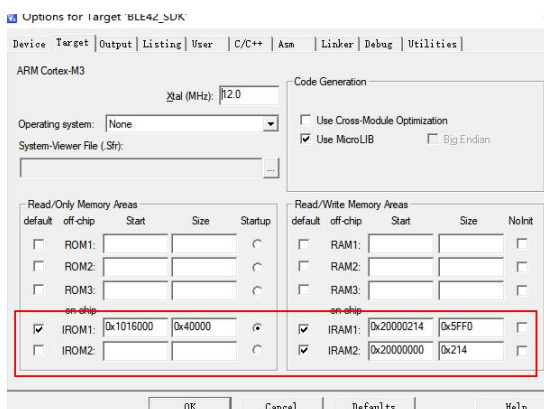 Options for Target 'BLE42_SDK'
Device Target Output Listing User C/C++ Asm Linker Debug Utilities
ARM Cortex-M3
Xtal (MHz): 12.0
Operating system: None
System-Viewer File (.Sfr):
...
Code Generation
Use Cross-Module Optimization
Use MicroLIB Big Endian
Read/Only Memory Areas
default off-chip Start Size Startup
ROM1:
ROM2:
ROM3:
on-chip
IROM1: 0x1016000 0x40000
IROM2:
Read/Write Memory Areas
default off-chip Start Size NoInit
RAM1:
RAM2:
RAM3:
on-chip
IRAM1: 0x20000214 0x5FF0
IRAM2: 0x20000000 0x214
OK Cancel Defaults Help